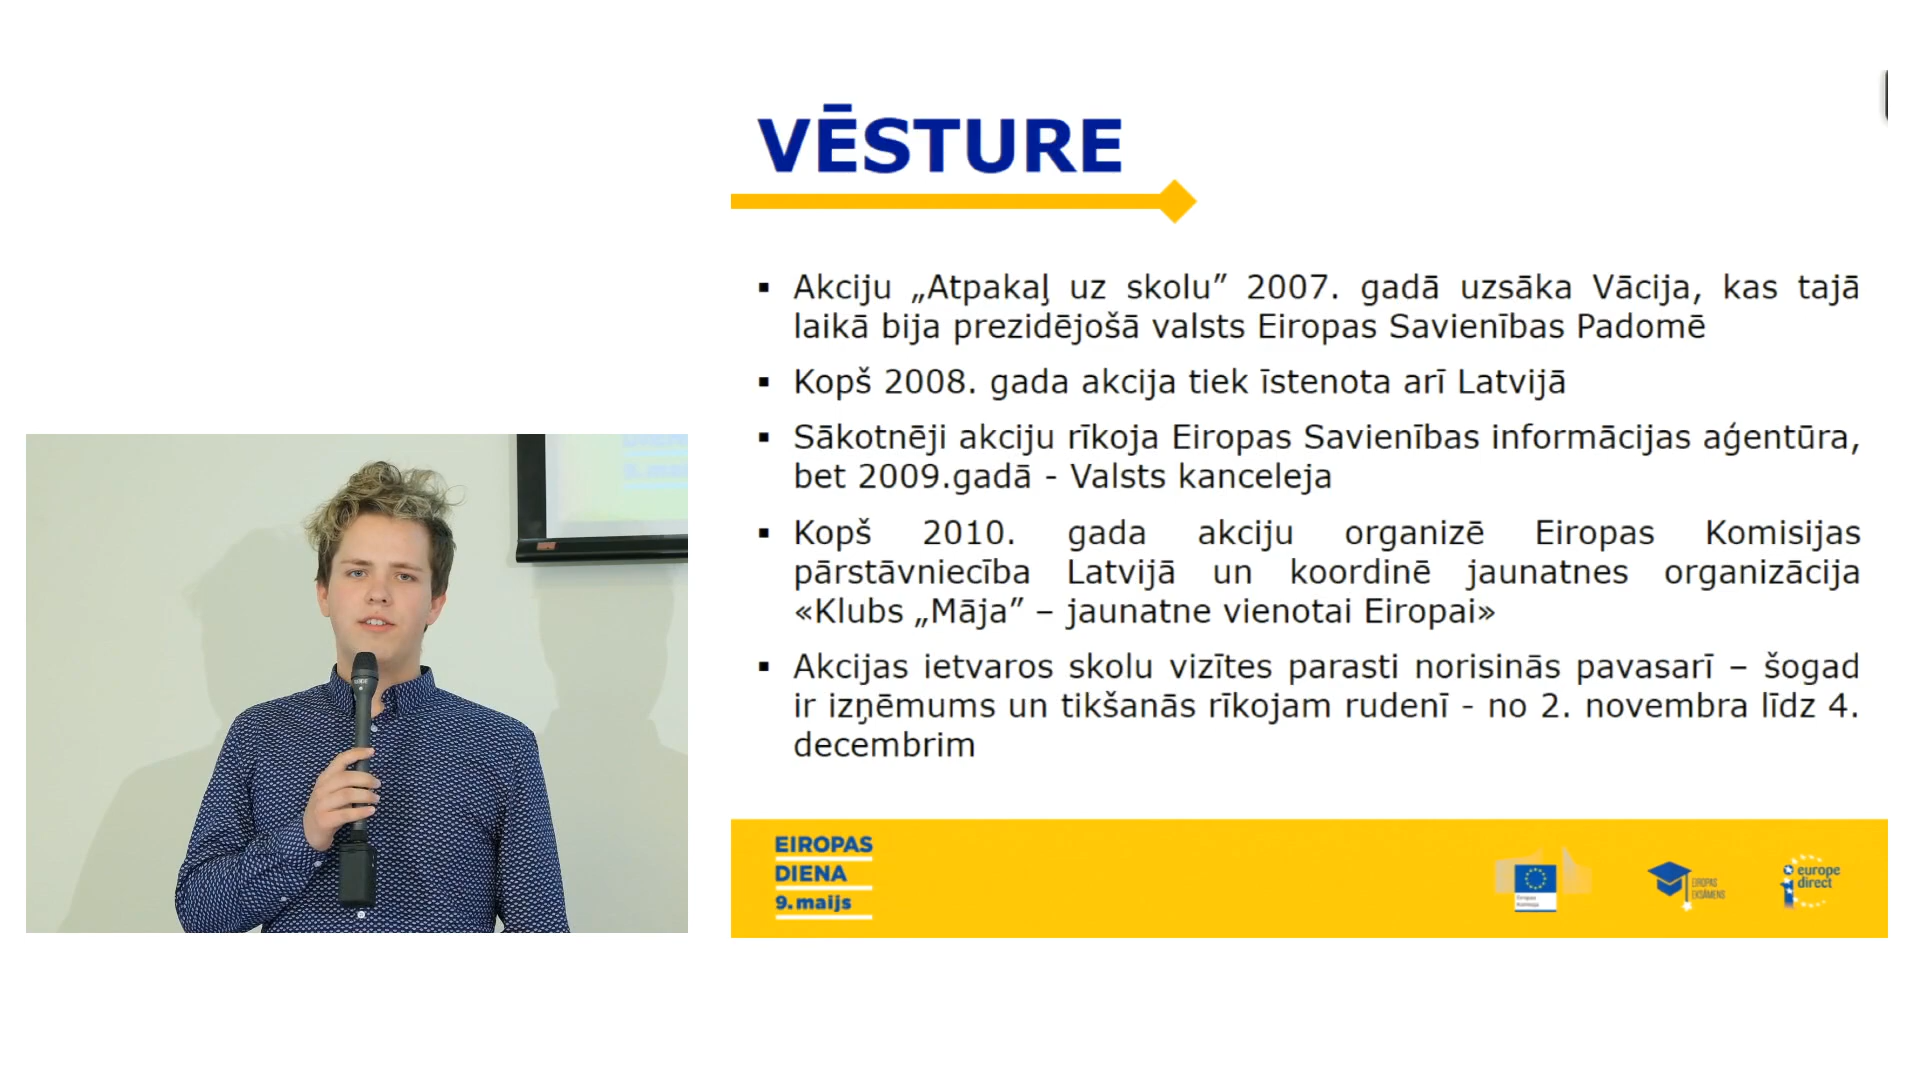 VĒSTURE
Akciju „Atpakaļ uz skolu” 2007. gadā uzsāka Vācija, kas tajā
laikā bija prezidējošā valsts Eiropas Savienības Padomē
Kopš 2008. gada akcija tiek īstenota arī Latvijā
Sākotnēji akciju rīkoja Eiropas Savienības informācijas aģentūra,
bet 2009.gadā - Valsts kanceleja
Kopš 2010. gada akciju organizē Eiropas Komisijas
pārstāvniecība Latvijā un koordinē jaunatnes organizācija
«Klubs „Māja” – jaunatne vienotai Eiropai»
Akcijas ietvaros skolu vizītes parasti norisinās pavasarī – šogad
ir izņēmums un tikšanās rīkojam rudenī - no 2. novembra līdz 4.
decembrim
EIROPAS
DIENA
9.maijs
Eiropas
Komisija
EIROPAS
EKSĀMENS
europe
direct